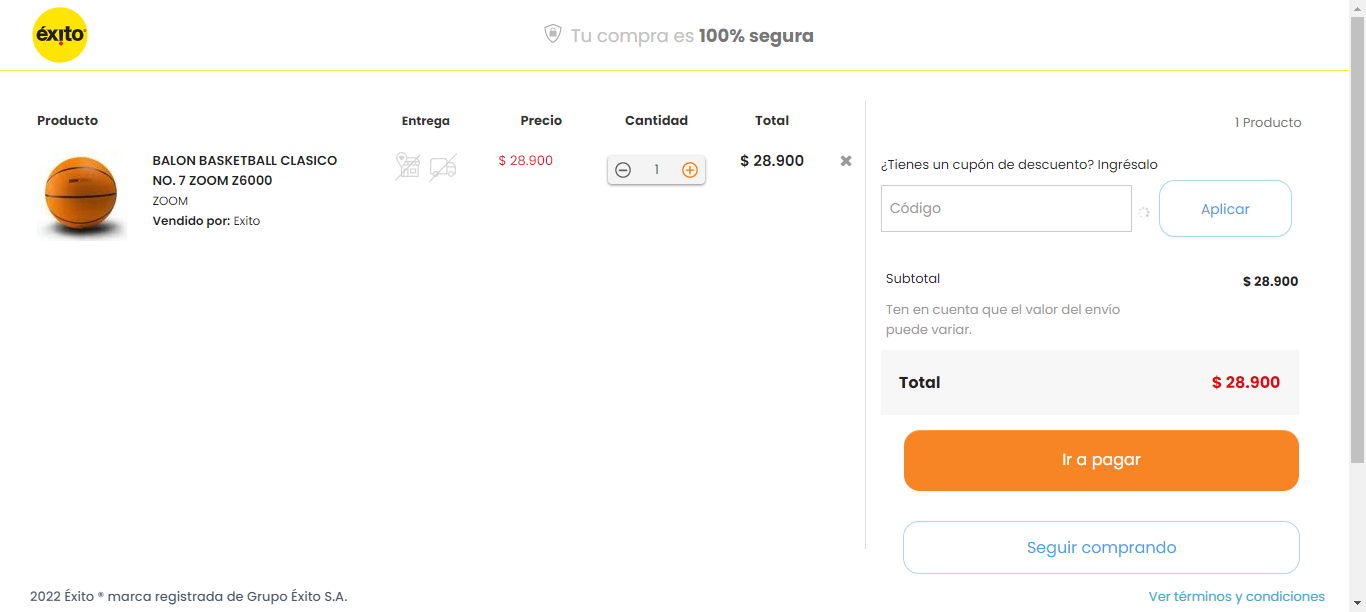 éxito
Tu compra es 100% segura
Producto
Entrega
Precio
Cantidad
Total
BALON BASKETBALL CLASICO
NO. 7 ZOOM Z6000
ZOOM
Vendido por: Exito
$ 28.900
1
$ 28.900
1 Producto
¿Tienes un cupón de descuento? Ingrésalo
Código
Aplicar
Subtotal
$ 28.900
Ten en cuenta que el valor del envío
puede variar.
Total
$ 28.900
Ir a pagar
Seguir comprando
2022 Éxito ® marca registrada de Grupo Éxito S.A.
Ver términos y condiciones